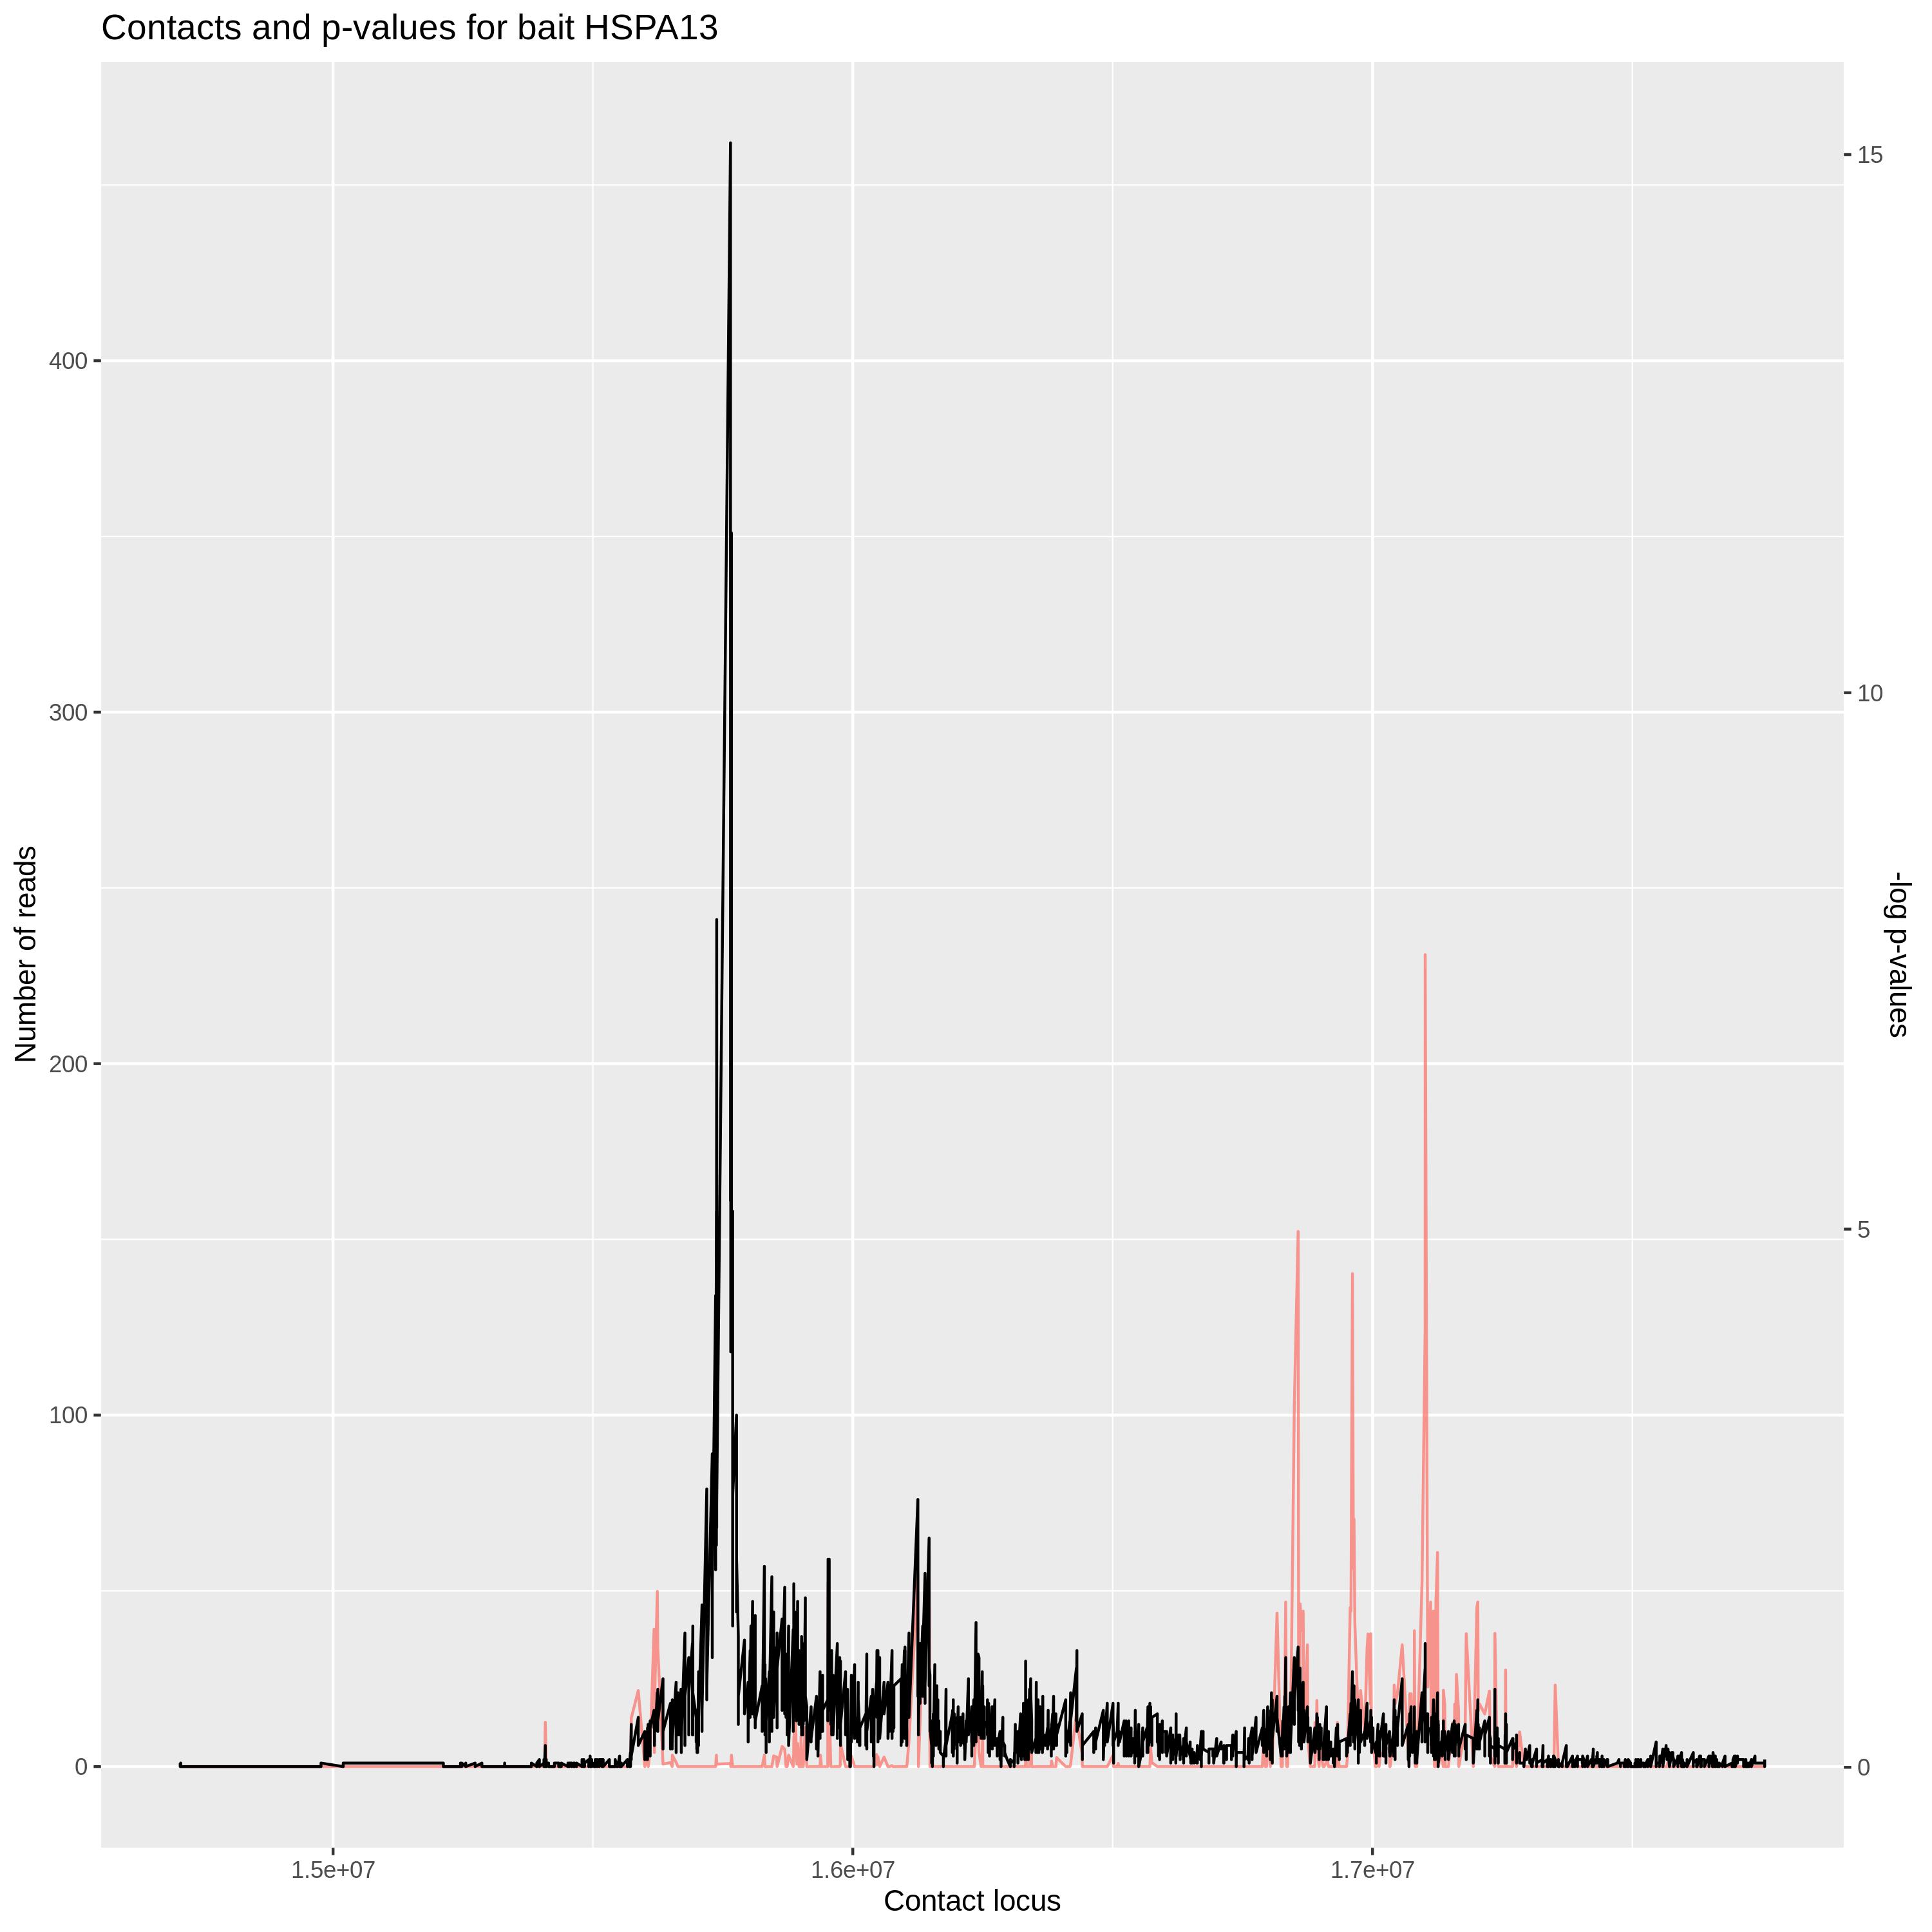 Contacts and p-values for bait HSPA13
Number of reads
400
300
200
100
0
15
10
5
0
-log p-values
1.5e+07
1.6e+07
1.7e+07
Contact locus